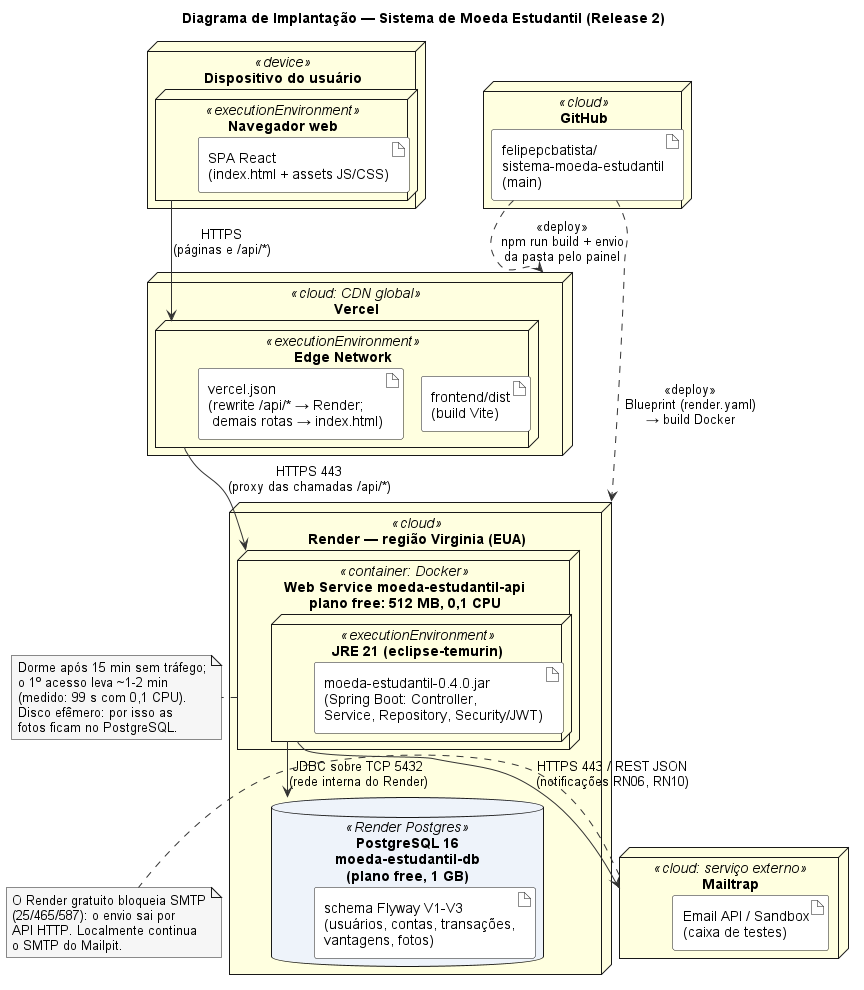 Diagrama de Implantação — Sistema de Moeda Estudantil (Release 2)
«device»
Dispositivo do usuário
«executionEnvironment»
Navegador web
SPA React
(index.html + assets JS/CSS)
«cloud»
GitHub
felipepcbatista/
sistema-moeda-estudantil
(main)
HTTPS
(páginas e /api/*)
«deploy»
npm run build + envio
da pasta pelo painel
«cloud: CDN global»
Vercel
«executionEnvironment»
Edge Network
vercel.json
(rewrite /api/* → Render;
demais rotas → index.html)
frontend/dist
(build Vite)
«deploy»
Blueprint (render.yaml)
→ build Docker
HTTPS 443
(proxy das chamadas /api/*)
«cloud»
Render — região Virginia (EUA)
«container: Docker»
Web Service moeda-estudantil-api
plano free: 512 MB, 0,1 CPU
«executionEnvironment»
JRE 21 (eclipse-temurin)
moeda-estudantil-0.4.0.jar
(Spring Boot: Controller,
Service, Repository, Security/JWT)
Dorme após 15 min sem tráfego;
o 1º acesso leva ~1-2 min
(medido: 99 s com 0,1 CPU).
Disco efêmero: por isso as
fotos ficam no PostgreSQL.
JDBC sobre TCP 5432
(rede interna do Render)
HTTPS 443 / REST JSON
(notificações RN06, RN10)
«Render Postgres»
PostgreSQL 16
moeda-estudantil-db
(plano free, 1 GB)
schema Flyway V1-V3
(usuários, contas, transações,
vantagens, fotos)
«cloud: serviço externo»
Mailtrap
Email API / Sandbox
(caixa de testes)
O Render gratuito bloqueia SMTP
(25/465/587): o envio sai por
API HTTP. Localmente continua
o SMTP do Mailpit.